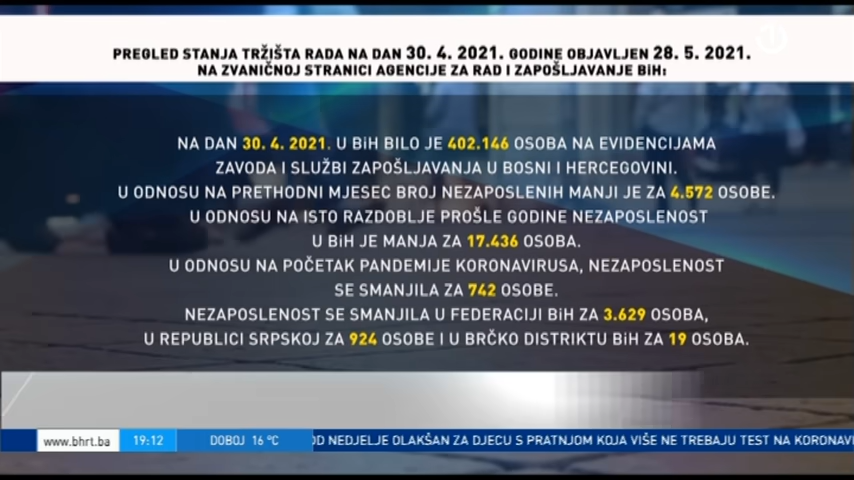 PREGLED STANJA TRŽIŠTA RADA NA DAN 30. 4. 2021. GODINE OBJAVLJEN 28. 5. 2021.
NA ZVANIČNOJ STRANICI AGENCIJE ZA RAD I ZAPOŠLJAVANJE BiH:
NA DAN 30. 4. 2021. U BiH BILO JE 402.146 OSOBA NA EVIDENCIJAMA
ZAVODA I SLUŽBI ZAPOŠLJAVANJA U BOSNI I HERCEGOVINI.
U ODNOSU NA PRETHODNI MJESEC BROJ NEZAPOSLENIH MANJI JE ZA 4.572 OSOBE.
U ODNOSU NA ISTO RAZDOBLJE PROŠLE GODINE NEZAPOSLENOST
U BiH JE MANJA ZA 17.436 OSOBA.
U ODNOSU NA POČETAK PANDEMIJE KORONAVIRUSA, NEZAPOSLENOST
SE SMANJILA ZA 742 OSOBE.
NEZAPOSLENOST SE SMANJILA U FEDERACIJI BiH ZA 3.629 OSOBA,
U REPUBLICI SRPSKOJ ZA 924 OSOBE I U BRČKO DISTRIKTU BiH ZA 19 OSOBA.
www.bhrt.ba 19:12 DOBOJ 16 °C OD NEDJELJE OLAKŠAN ZA DJECU S PRATNJOM KOJA VIŠE NE TREBAJU TEST NA KORONAVI